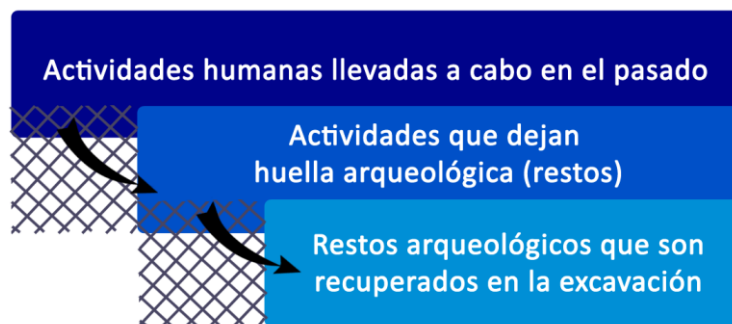 Actividades humanas llevadas a cabo en el pasado
Actividades que dejan
huella arqueológica (restos)
Restos arqueológicos que son
recuperados en la excavación